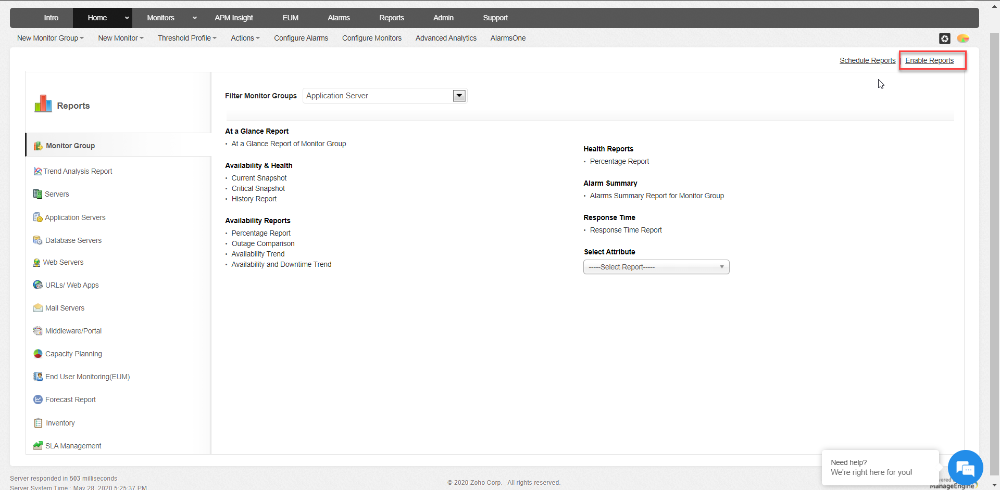 Intro Home Monitors APM Insight EUM Alarms Reports Admin Support
New Monitor Group New Monitor Threshold Profile Actions Configure Alarms Configure Monitors Advanced Analytics AlarmsOne
Schedule Reports Enable Reports
Reports
Monitor Group
Trend Analysis Report
Servers
Application Servers
Database Servers
Web Servers
URLs/ Web Apps
Mail Servers
Middleware/Portal
Capacity Planning
End User Monitoring(EUM)
Forecast Report
Inventory
SLA Management
Filter Monitor Groups Application Server
At a Glance Report
At a Glance Report of Monitor Group
Availability & Health
Current Snapshot
Critical Snapshot
History Report
Availability Reports
Percentage Report
Outage Comparison
Availability Trend
Availability and Downtime Trend
Health Reports
Percentage Report
Alarm Summary
Alarms Summary Report for Monitor Group
Response Time
Response Time Report
Select Attribute
-----Select Report-----
Need help?
We're right here for you!
Server responded in 503 milliseconds
Server System Time : May 28, 2020 5:25:37 PM
© 2020 Zoho Corp. All rights reserved.
ManageEngine